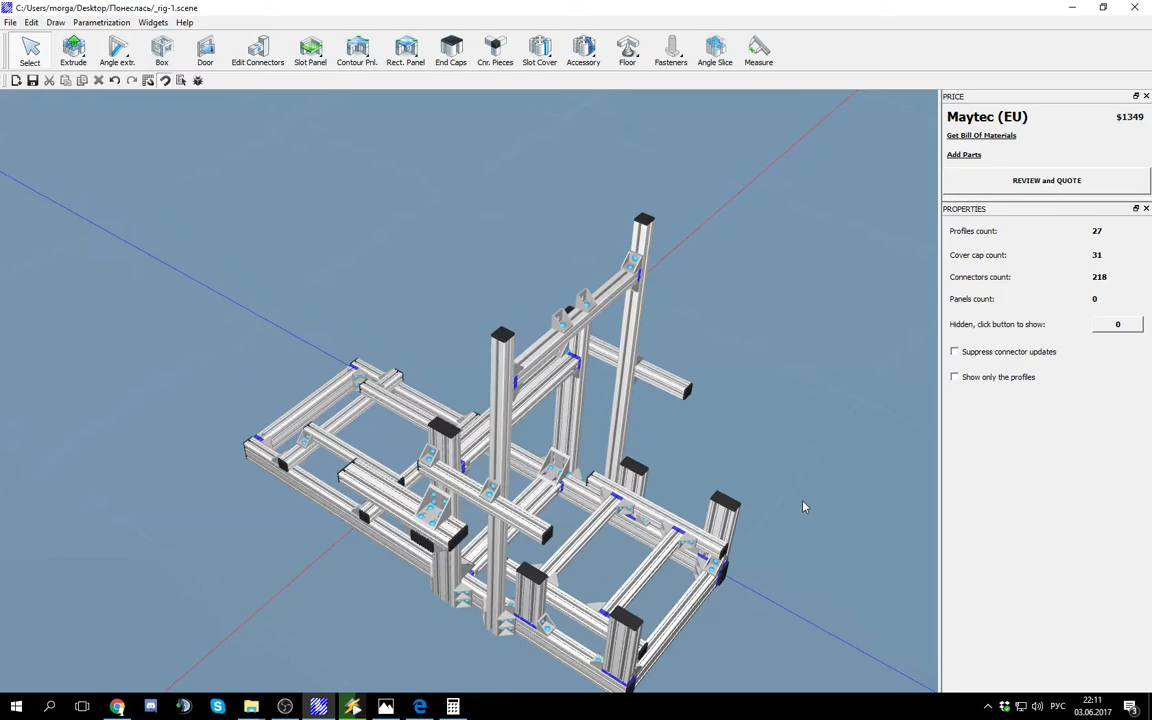 C:/Users/morga/Desktop/Понеслась/_rig-1.scene
File Edit Draw Parametrization Widgets Help
Select Extrude Angle extr. Box Door Edit Connectors Slot Panel Contour Pnl. Rect. Panel End Caps Cnr. Pieces Slot Cover Accessory Floor Fasteners Angle Slice Measure
PRICE
Maytec (EU) $1349
Get Bill Of Materials
Add Parts
REVIEW and QUOTE
PROPERTIES
Profiles count: 27
Cover cap count: 31
Connectors count: 218
Panels count: 0
Hidden, click button to show: 0
Suppress connector updates
Show only the profiles
РУС 22:11
03.06.2017 3